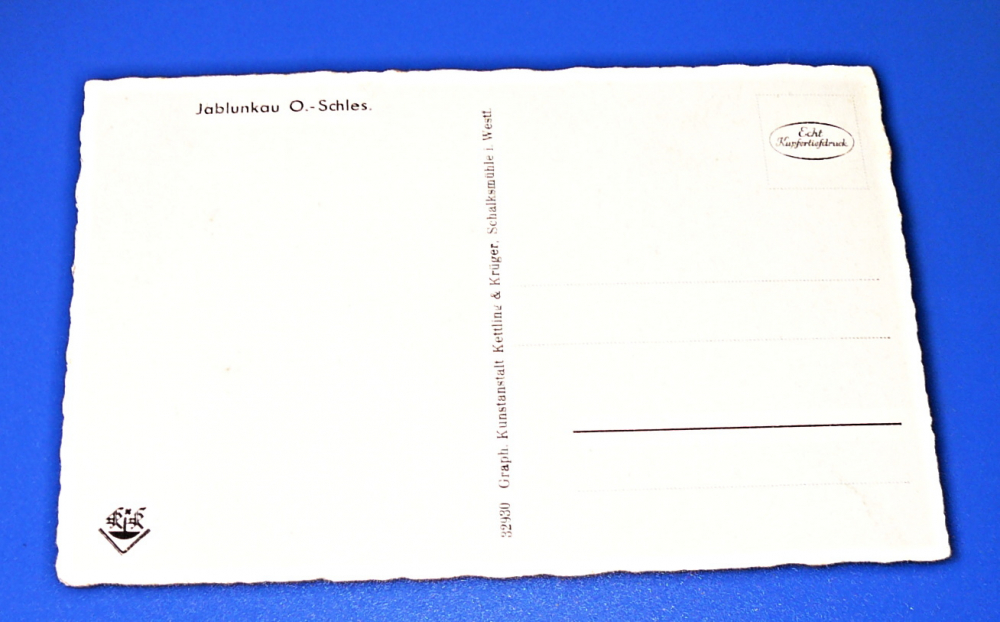 Jablunkau O.-Schles.
Echt
Kupfertiefdruck
32930 Graph. Kunstanstalt Kettling & Krüger, Schalksmühle i. Westf.